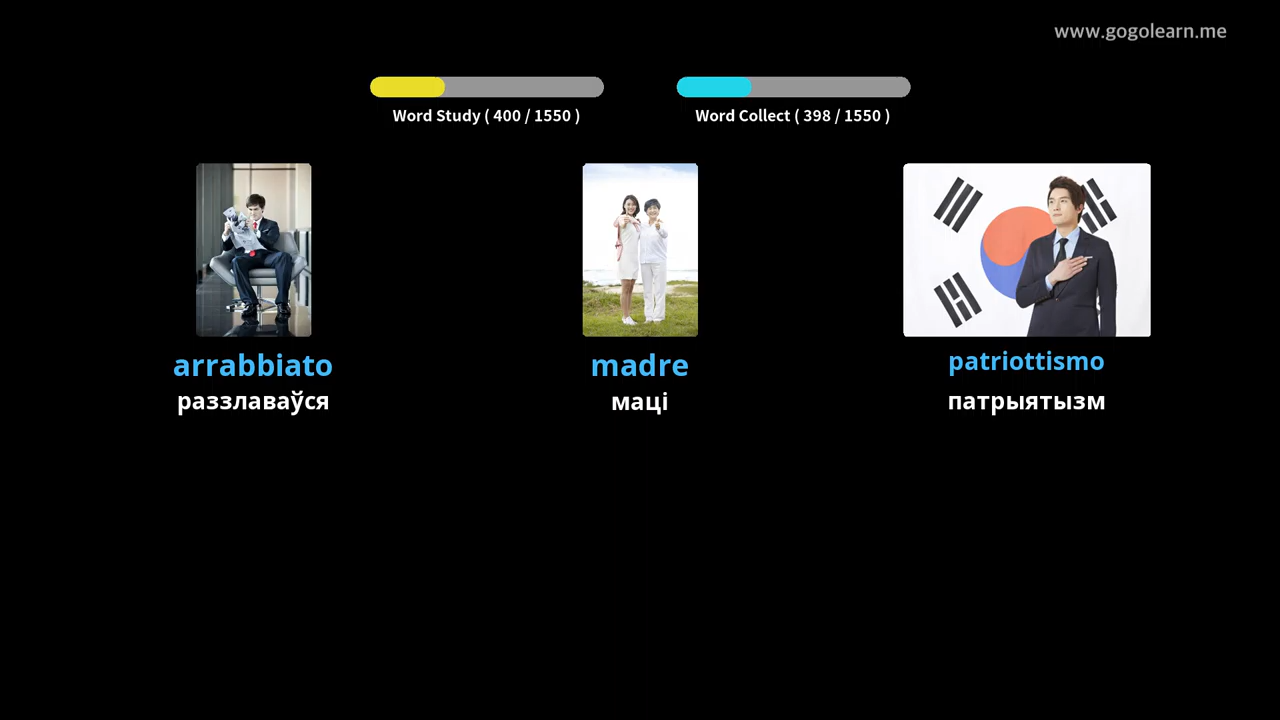 www.gogolearn.me
Word Study ( 400 / 1550 )
Word Collect ( 398 / 1550 )
arrabbiato
madre
patriottismo
раззлаваўся
маці
патрыятызм